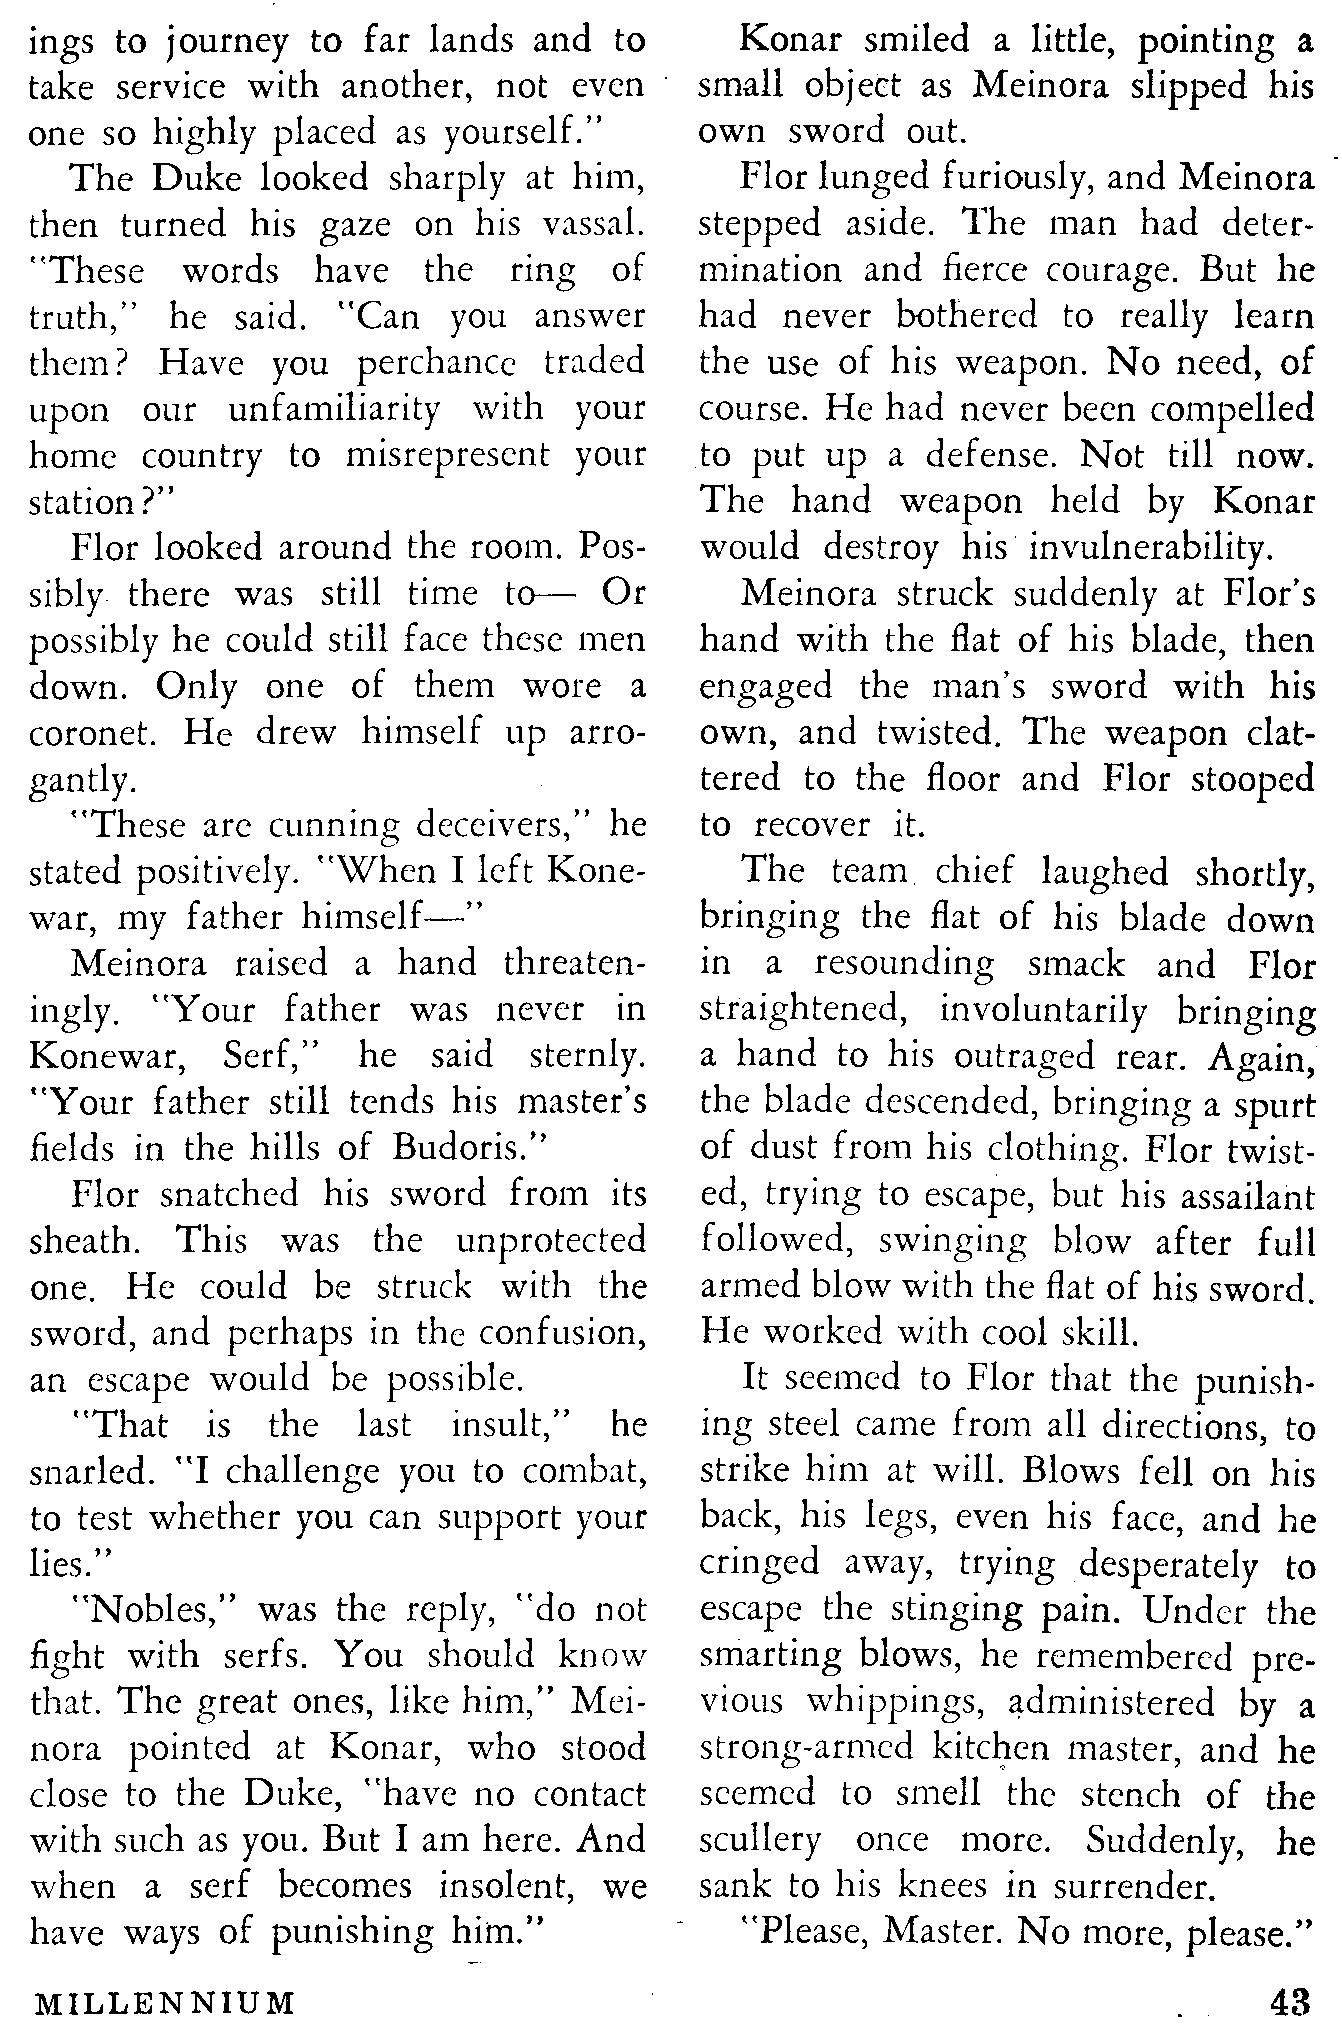 ings to journey to far lands and to
take service with another, not even
one so highly placed as yourself."
The Duke looked sharply at him,
then turned his gaze on his vassal.
"These words have the ring of
truth," he said. "Can you answer
them? Have you perchance traded
upon our unfamiliarity with your
home country to misrepresent your
station?"
Flor looked around the room. Pos-
sibly there was still time to— Or
possibly he could still face these men
down. Only one of them wore a
coronet. He drew himself up arro-
gantly.
"These are cunning deceivers," he
stated positively. "When I left Kone-
war, my father himself—"
Meinora raised a hand threaten-
ingly. "Your father was never in
Konewar, Serf," he said sternly.
"Your father still tends his master's
fields in the hills of Budoris."
Flor snatched his sword from its
sheath. This was the unprotected
one. He could be struck with the
sword, and perhaps in the confusion,
an escape would be possible.
"That is the last insult," he
snarled. "I challenge you to combat,
to test whether you can support your
lies."
"Nobles," was the reply, "do not
fight with serfs. You should know
that. The great ones, like him," Mei-
nora pointed at Konar, who stood
close to the Duke, "have no contact
with such as you. But I am here. And
when a serf becomes insolent, we
have ways of punishing him."
Konar smiled a little, pointing a
small object as Meinora slipped his
own sword out.
Flor lunged furiously, and Meinora
stepped aside. The man had deter-
mination and fierce courage. But he
had never bothered to really learn
the use of his weapon. No need, of
course. He had never been compelled
to put up a defense. Not till now.
The hand weapon held by Konar
would destroy his invulnerability.
Meinora struck suddenly at Flor's
hand with the flat of his blade, then
engaged the man's sword with his
own, and twisted. The weapon clat-
tered to the floor and Flor stooped
to recover it.
The team chief laughed shortly,
bringing the flat of his blade down
in a resounding smack and Flor
straightened, involuntarily bringing
a hand to his outraged rear. Again,
the blade descended, bringing a spurt
of dust from his clothing. Flor twist-
ed, trying to escape, but his assailant
followed, swinging blow after full
armed blow with the flat of his sword.
He worked with cool skill.
It seemed to Flor that the punish-
ing steel came from all directions, to
strike him at will. Blows fell on his
back, his legs, even his face, and he
cringed away, trying desperately to
escape the stinging pain. Under the
smarting blows, he remembered pre-
vious whippings, administered by a
strong-armed kitchen master, and he
seemed to smell the stench of the
scullery once more. Suddenly, he
sank to his knees in surrender.
"Please, Master. No more, please."
MILLENNIUM
43